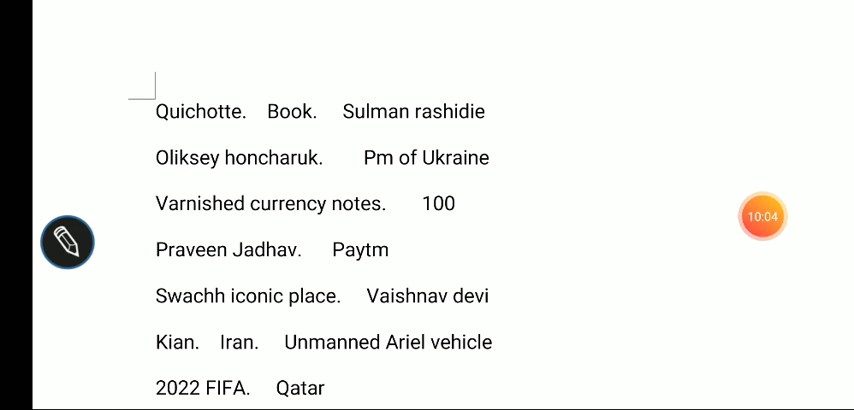 Quichotte. Book. Sulman rashidie
Oliksey honcharuk. Pm of Ukraine
Varnished currency notes. 100
10:04
Praveen Jadhav. Paytm
Swachh iconic place. Vaishnav devi
Kian. Iran. Unmanned Ariel vehicle
2022 FIFA. Qatar